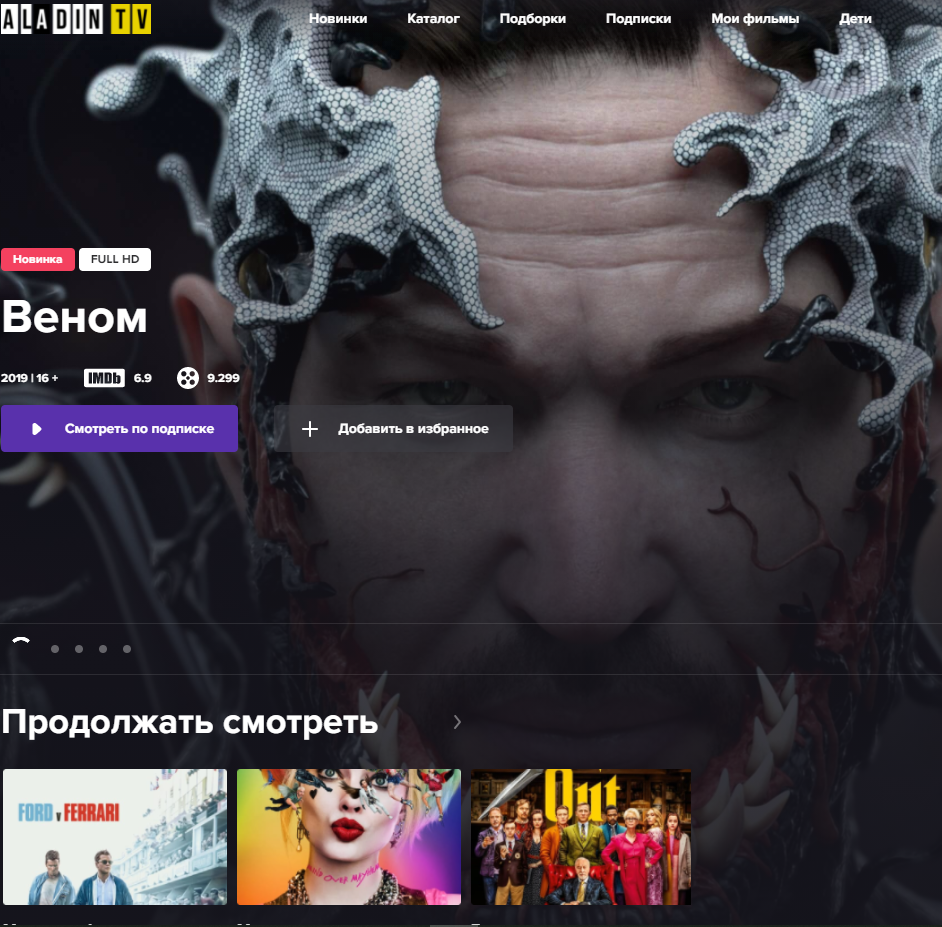 ALADIN TV
Новинки Каталог Подборки Подписки Мои фильмы Дети
Новинка FULL HD
Веном
2019 | 16 + IMDb 6.9 9.299
Смотреть по подписке Добавить в избранное
Продолжать смотреть
FORD v FERRARI
Out